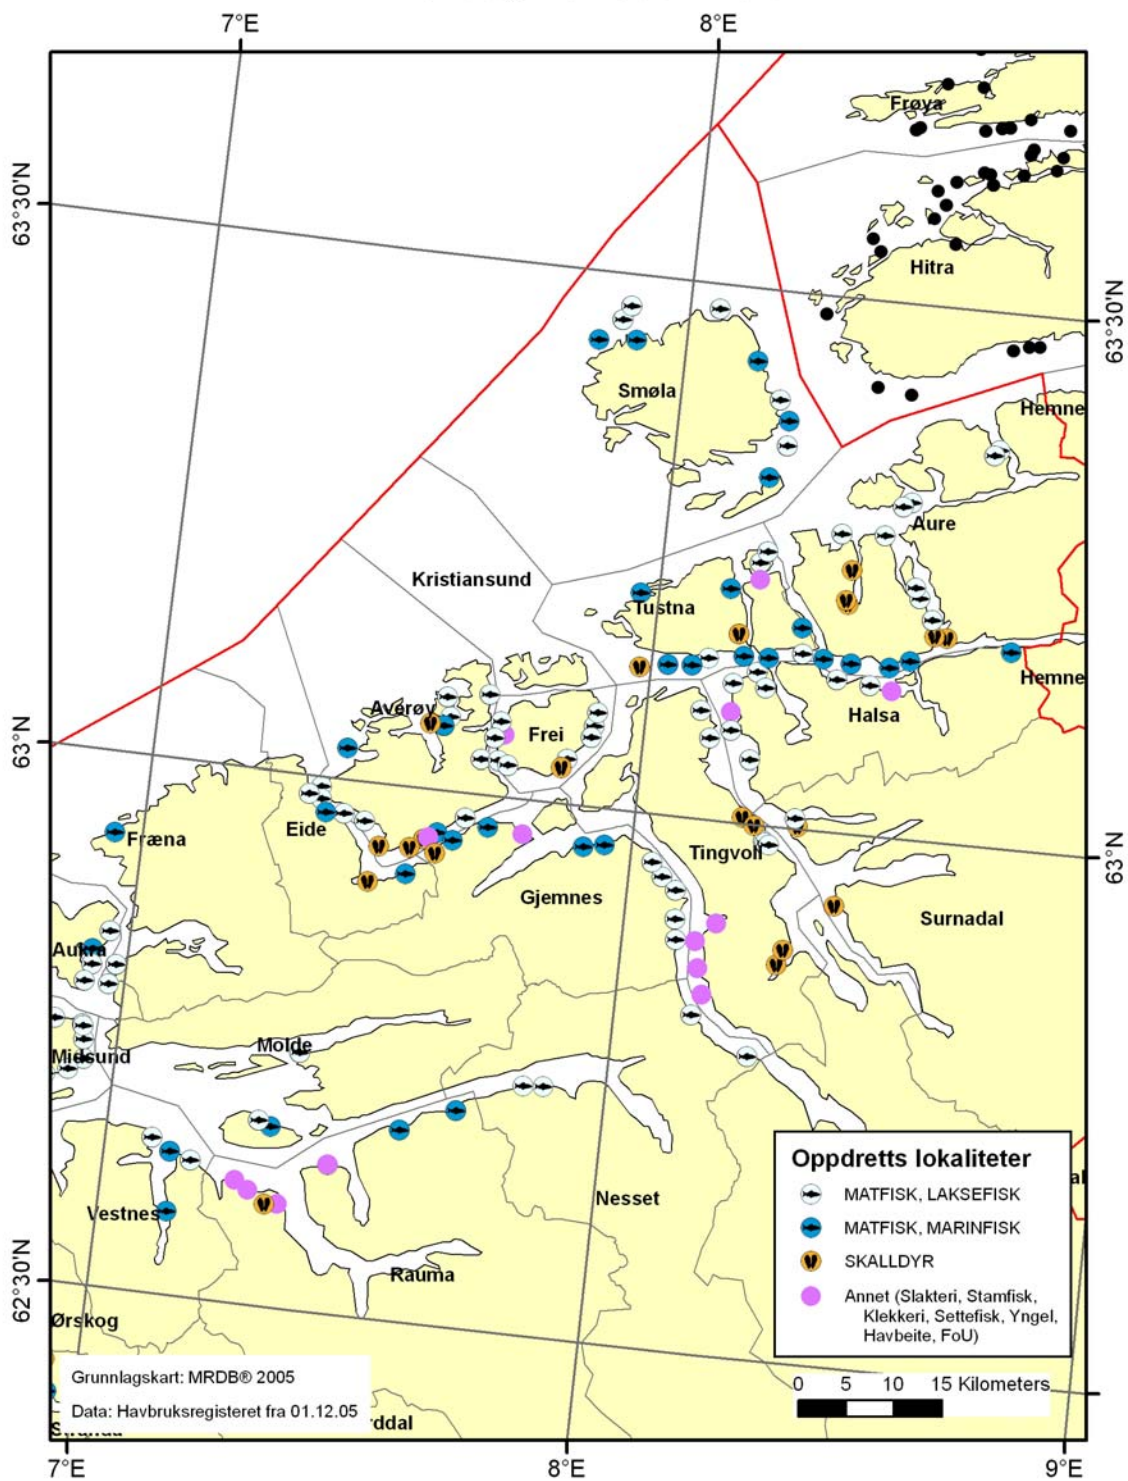 7°E
8°E
Frøya
63°30'N
Hitra
63°30'N
Smøla
Hemne
Aure
Kristiansund
Tustna
Hemne
Averøy
Halsa
Frei
63°N
Eide
Fræna
Tingvoll
63°N
Gjemnes
Surnadal
Aukra
Molde
Midsund
Oppdretts lokaliteter
MATFISK, LAKSEFISK
Nesset
Vestnes
MATFISK, MARINFISK
SKALLDYR
62°30'N
Rauma
Annet (Slakteri, Stamfisk,
Klekkeri, Settefisk, Yngel,
Havbeite, FoU)
Ørskog
Grunnlagskart: MRDB® 2005
0 5 10 15 Kilometers
Data: Havbruksregisteret fra 01.12.05
7°E
8°E
9°E